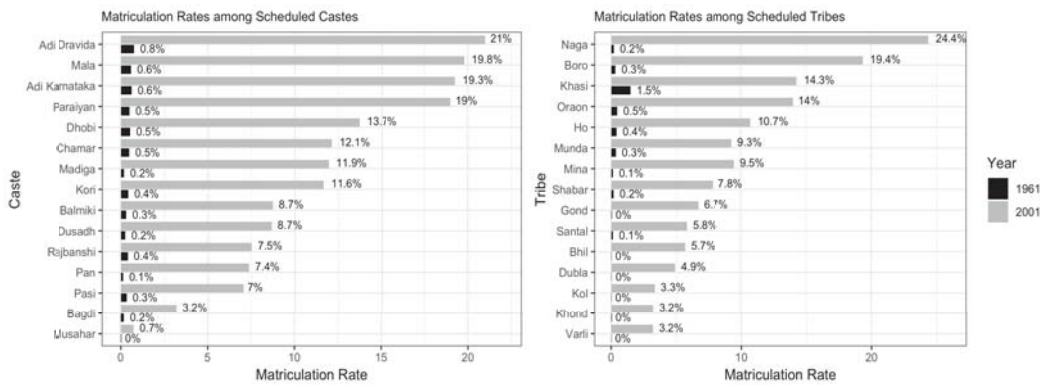 Matriculation Rates among Scheduled Castes
Adi Dravida
21%
0.8%
Mala
19.8%
0.6%
Adi Karnataka
19.3%
0.6%
Paraiyan
19%
0.5%
Dhobi
13.7%
0.5%
Chamar
12.1%
0.5%
Madiga
11.9%
0.2%
Kori
11.6%
0.4%
Balmiki
8.7%
0.3%
Dusadh
8.7%
0.2%
Rajbanshi
7.5%
0.4%
Pan
7.4%
0.1%
Pasi
7%
0.3%
Bagdi
3.2%
0.2%
Musahar
0.7%
0%
0 5 10 15 20
Matriculation Rate
Caste
Matriculation Rates among Scheduled Tribes
Naga
24.4%
0.2%
Boro
19.4%
0.3%
Khasi
14.3%
1.5%
Oraon
14%
0.5%
Ho
10.7%
0.4%
Munda
9.3%
0.3%
Mina
9.5%
0.1%
Shabar
7.8%
0.2%
Gond
6.7%
0%
Santal
5.8%
0.1%
Bhil
5.7%
0%
Dubla
4.9%
0%
Kol
3.3%
0%
Khond
3.2%
0%
Varli
3.2%
0%
0 10 20
Matriculation Rate
Tribe
Year
1961
2001